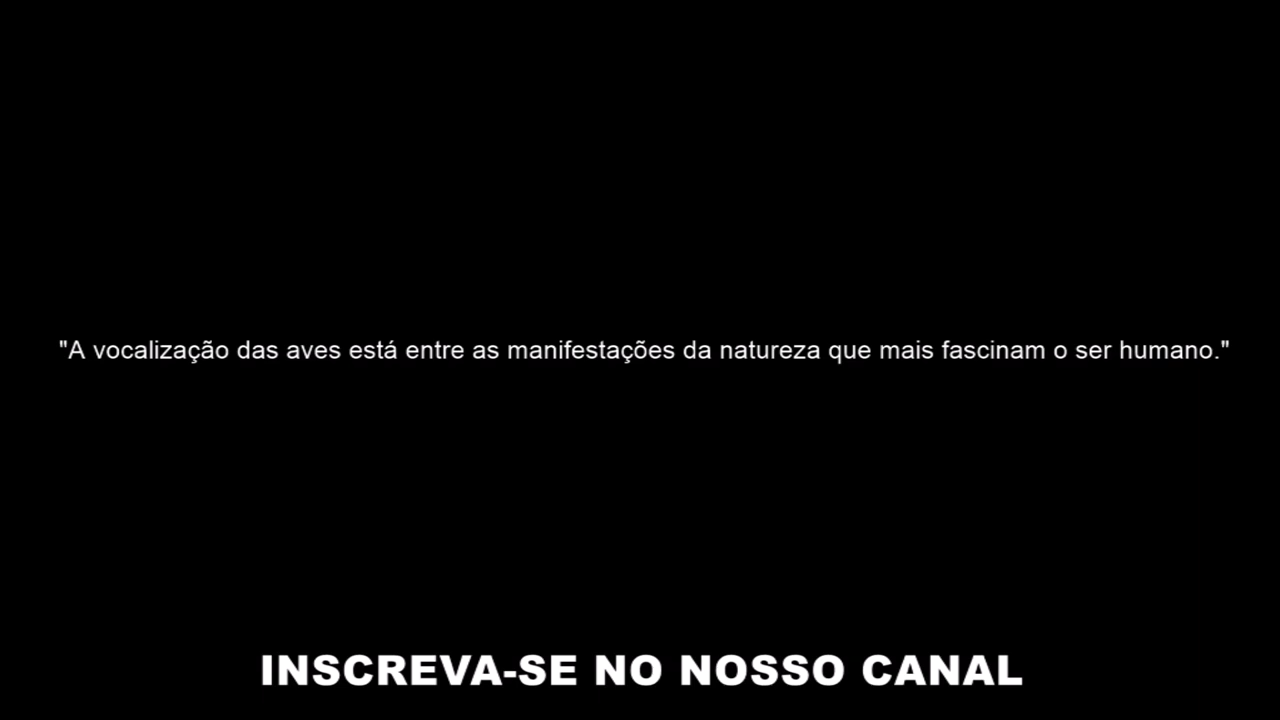 "A vocalização das aves está entre as manifestações da natureza que mais fascinam o ser humano."
INSCREVA-SE NO NOSSO CANAL